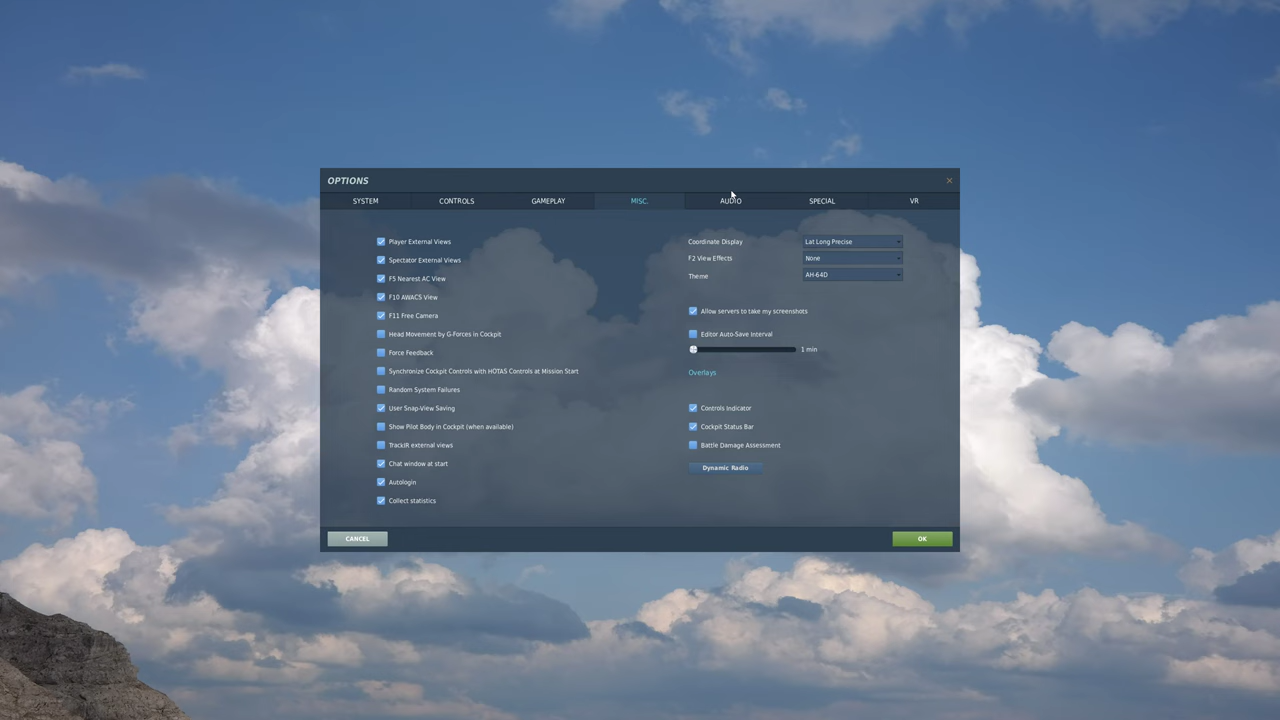 OPTIONS
×
SYSTEM CONTROLS GAMEPLAY MISC. AUDIO SPECIAL VR
Player External Views
Spectator External Views
F5 Nearest AC View
F10 AWACS View
F11 Free Camera
Head Movement by G-Forces in Cockpit
Force Feedback
Synchronize Cockpit Controls with HOTAS Controls at Mission Start
Random System Failures
User Snap-View Saving
Show Pilot Body in Cockpit (when available)
TrackIR external views
Chat window at start
Autologin
Collect statistics
Coordinate Display Lat Long Precise
F2 View Effects None
Theme AH-64D
Allow servers to take my screenshots
Editor Auto-Save Interval
1 min
Overlays
Controls Indicator
Cockpit Status Bar
Battle Damage Assessment
Dynamic Radio
CANCEL OK